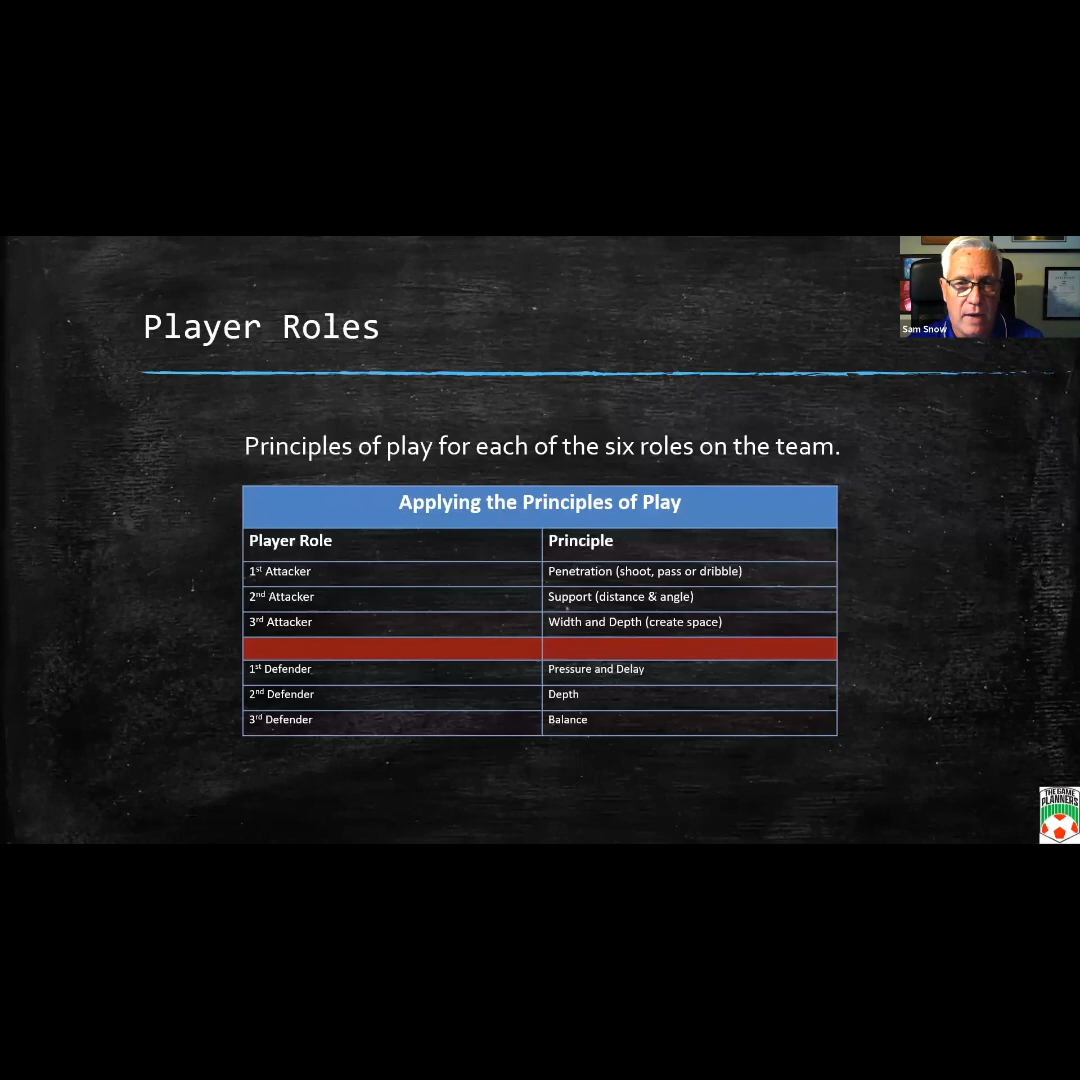 Sam Snow
Player Roles
Principles of play for each of the six roles on the team.
Applying the Principles of Play
Player Role Principle
1st Attacker Penetration (shoot, pass or dribble)
2nd Attacker Support (distance & angle)
3rd Attacker Width and Depth (create space)
1st Defender Pressure and Delay
2nd Defender Depth
3rd Defender Balance
THE GAME
PLANNERS